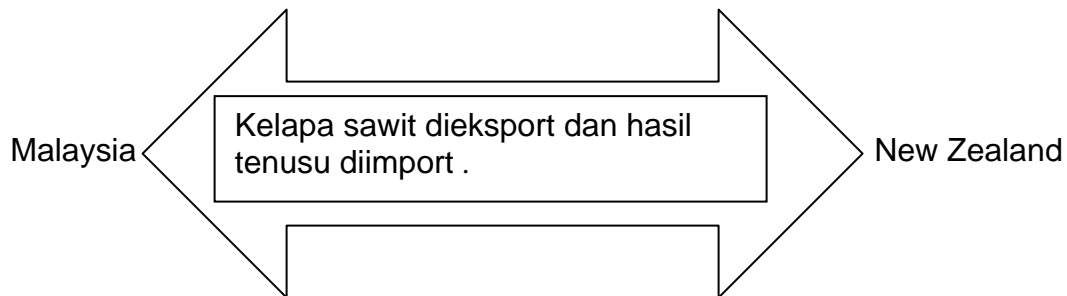 Malaysia
Kelapa sawit dieksport dan hasil
tenusu diimport .
New Zealand